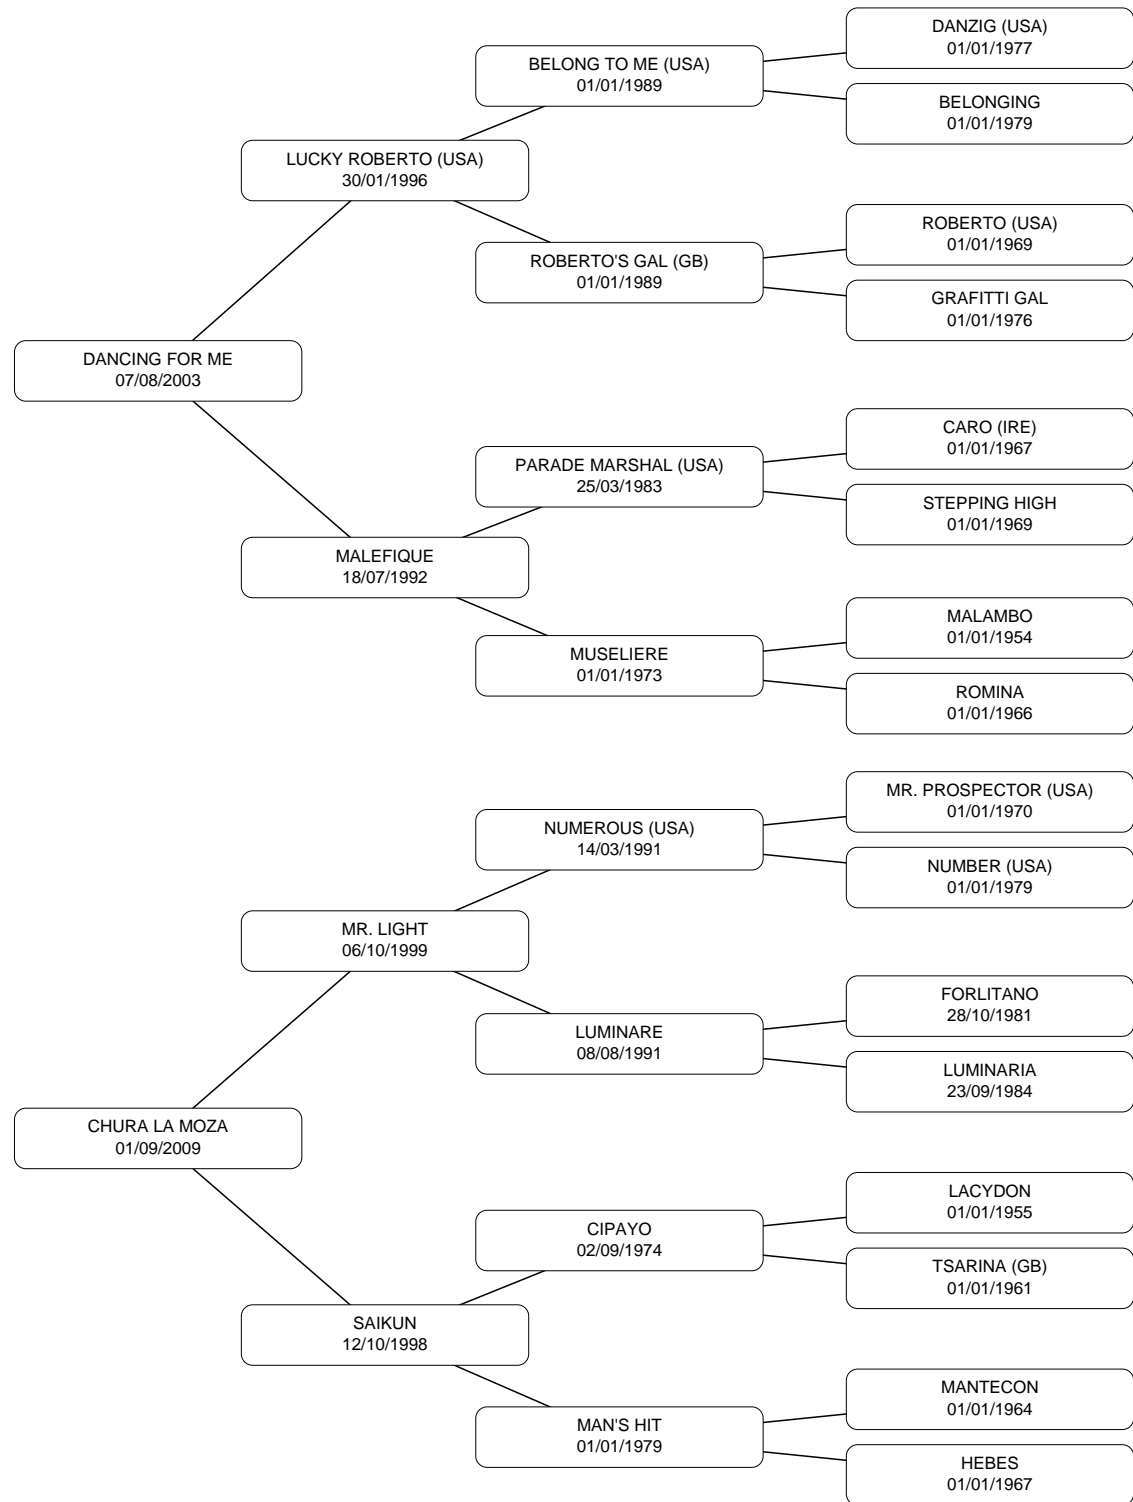 DANZIG (USA)
01/01/1977
BELONG TO ME (USA)
01/01/1989
BELONGING
01/01/1979
LUCKY ROBERTO (USA)
30/01/1996
ROBERTO (USA)
01/01/1969
ROBERTO'S GAL (GB)
01/01/1989
GRAFITTI GAL
01/01/1976
DANCING FOR ME
07/08/2003
CARO (IRE)
01/01/1967
PARADE MARSHAL (USA)
25/03/1983
STEPPING HIGH
01/01/1969
MALEFIQUE
18/07/1992
MALAMBO
01/01/1954
MUSELIERE
01/01/1973
ROMINA
01/01/1966
MR. PROSPECTOR (USA)
01/01/1970
NUMEROUS (USA)
14/03/1991
NUMBER (USA)
01/01/1979
MR. LIGHT
06/10/1999
FORLITANO
28/10/1981
LUMINARE
08/08/1991
LUMINARIA
23/09/1984
CHURA LA MOZA
01/09/2009
LACYDON
01/01/1955
CIPAYO
02/09/1974
TSARINA (GB)
01/01/1961
SAIKUN
12/10/1998
MANTECON
01/01/1964
MAN'S HIT
01/01/1979
HEBES
01/01/1967